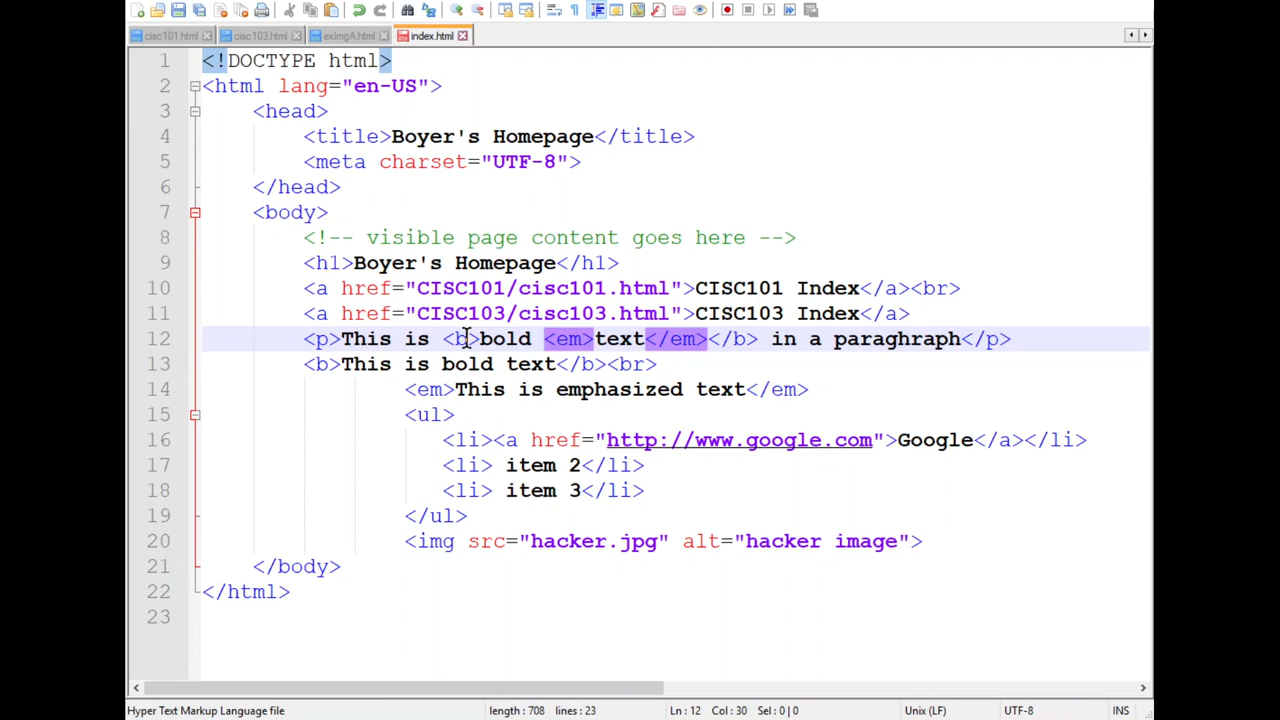 cisc101.html cisc103.html exImgA.html index.html
1 <!DOCTYPE html>
2 <html lang="en-US">
3 <head>
4 <title>Boyer's Homepage</title>
5 <meta charset="UTF-8">
6 </head>
7 <body>
8 <!-- visible page content goes here -->
9 <h1>Boyer's Homepage</h1>
10 <a href="CISC101/cisc101.html">CISC101 Index</a><br>
11 <a href="CISC103/cisc103.html">CISC103 Index</a>
12 <p>This is <b>bold <em>text</em></b> in a paraghraph</p>
13 <b>This is bold text</b><br>
14 <em>This is emphasized text</em>
15 <ul>
16 <li><a href="http://www.google.com">Google</a></li>
17 <li> item 2</li>
18 <li> item 3</li>
19 </ul>
20 <img src="hacker.jpg" alt="hacker image">
21 </body>
22 </html>
23
Hyper Text Markup Language file length : 708 lines : 23 Ln : 12 Col : 30 Sel : 0 | 0 Unix (LF) UTF-8 INS